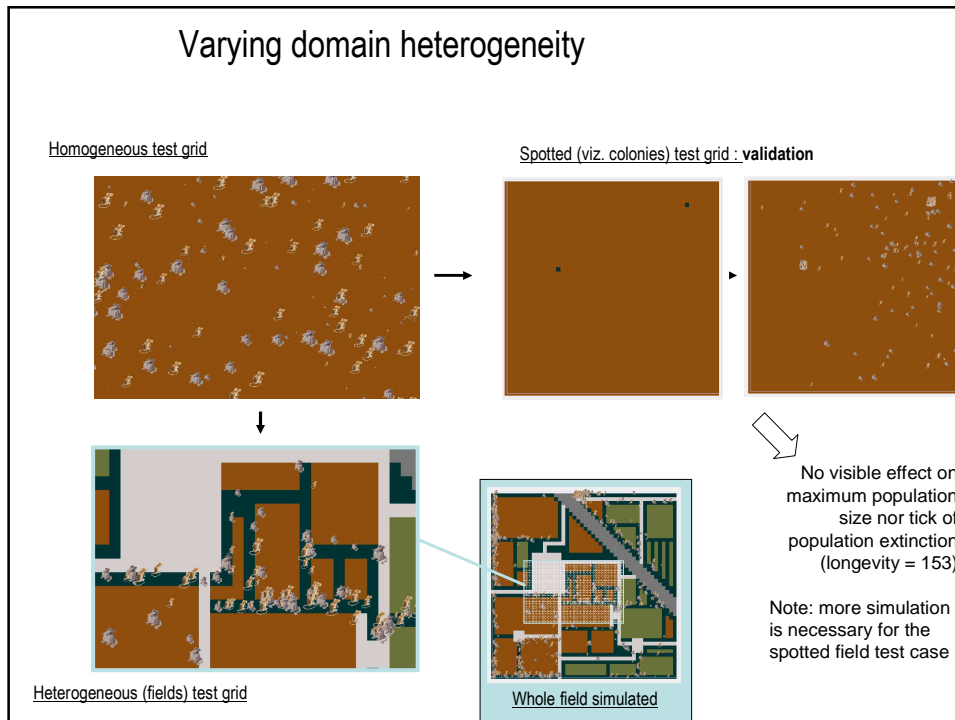 Varying domain heterogeneity
Homogeneous test grid
Spotted (viz. colonies) test grid : validation
No visible effect on
maximum population
size nor tick of
population extinction
(longevity = 153)
Note: more simulation
is necessary for the
spotted field test case
Heterogeneous (fields) test grid
Whole field simulated